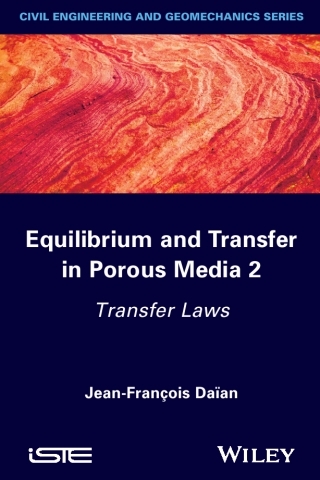 CIVIL ENGINEERING AND GEOMECHANICS SERIES
Equilibrium and Transfer
in Porous Media 2
Transfer Laws
Jean-François Daïan
iSTE
WILEY